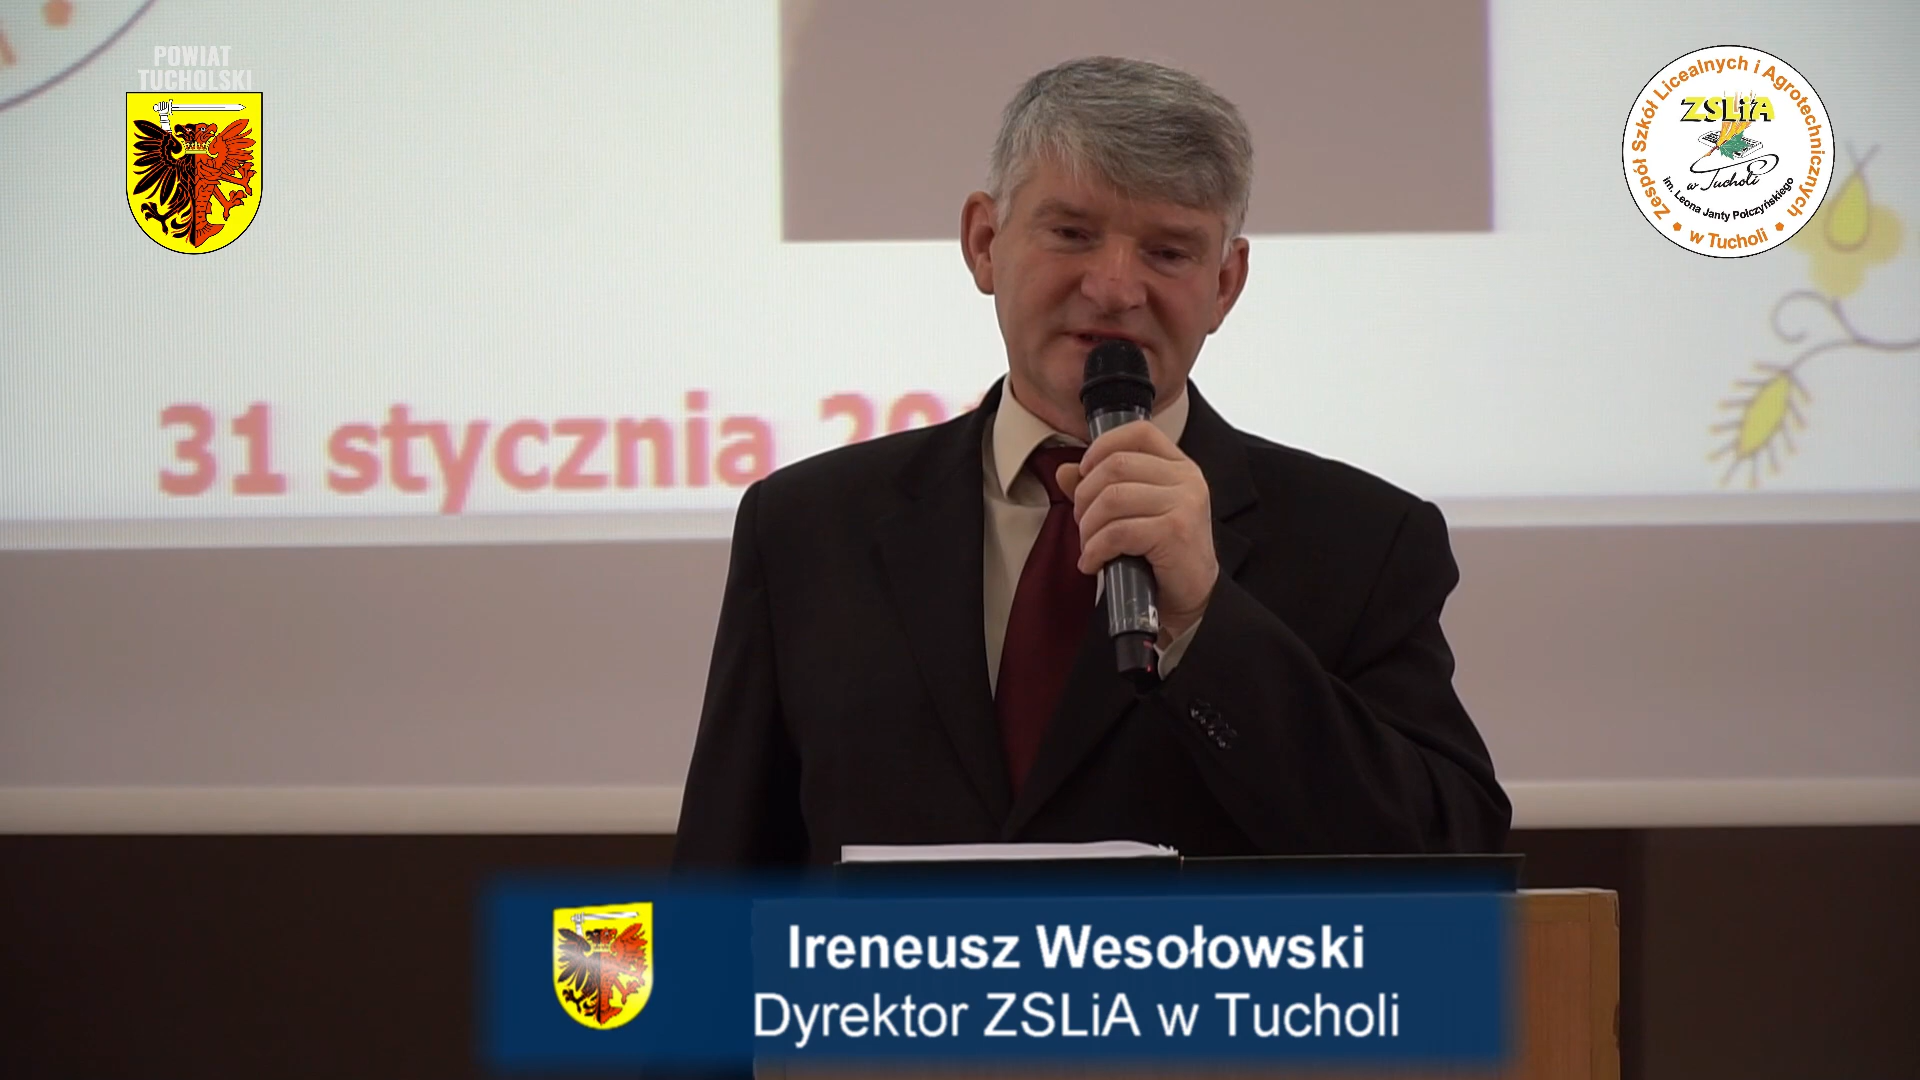 POWIAT
TUCHOLSKI
Zespół Szkół Licealnych i Agrotechnicznych
ZSLiA
w Tucholi
im. Leona Janty Połczyńskiego
• w Tucholi •
31 stycznia
Ireneusz Wesołowski
Dyrektor ZSLiA w Tucholi